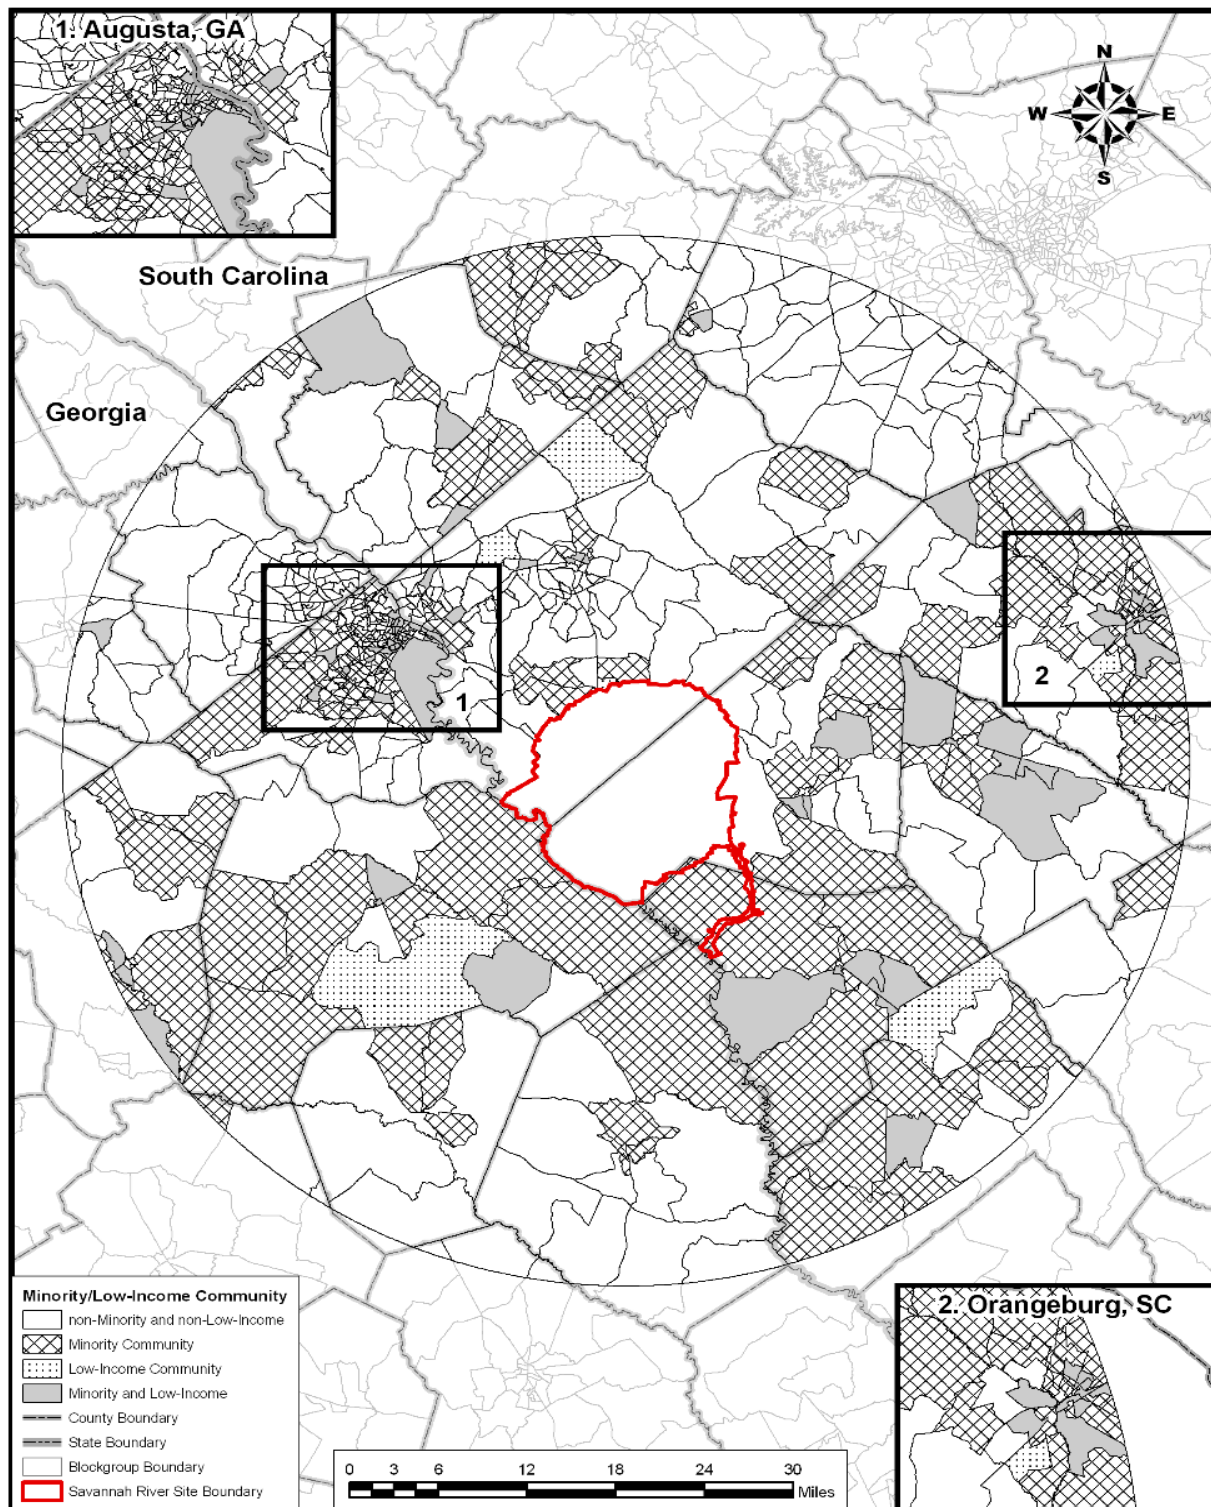 1. Augusta, GA
N
W
E
S
South Carolina
Georgia
1
2
Minority/Low-Income Community
non-Minority and non-Low-Income
Minority Community
Low-Income Community
Minority and Low-Income
County Boundary
State Boundary
Blockgroup Boundary
Savannah River Site Boundary
0 3 6 12 18 24 30
Miles
2. Orangeburg, SC